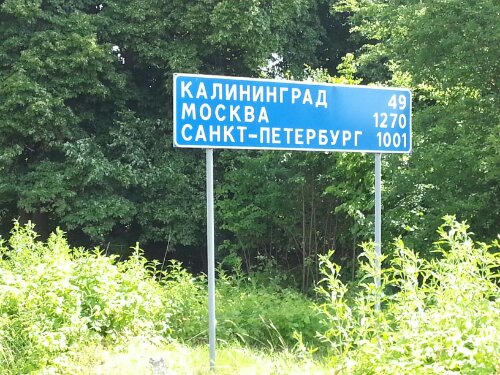 КАЛИНИНГРАД 49
МОСКВА 1270
САНКТ-ПЕТЕРБУРГ 1001